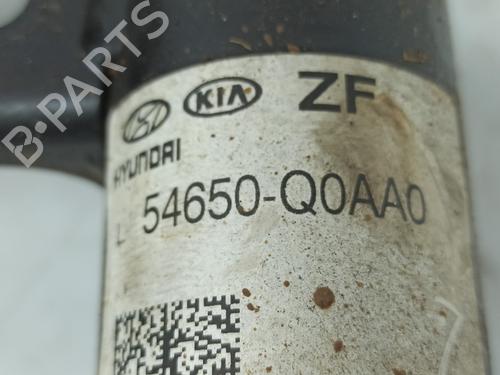 B-PARTS
KIA ZF
HYUNDAI
L 54650-Q0AA0